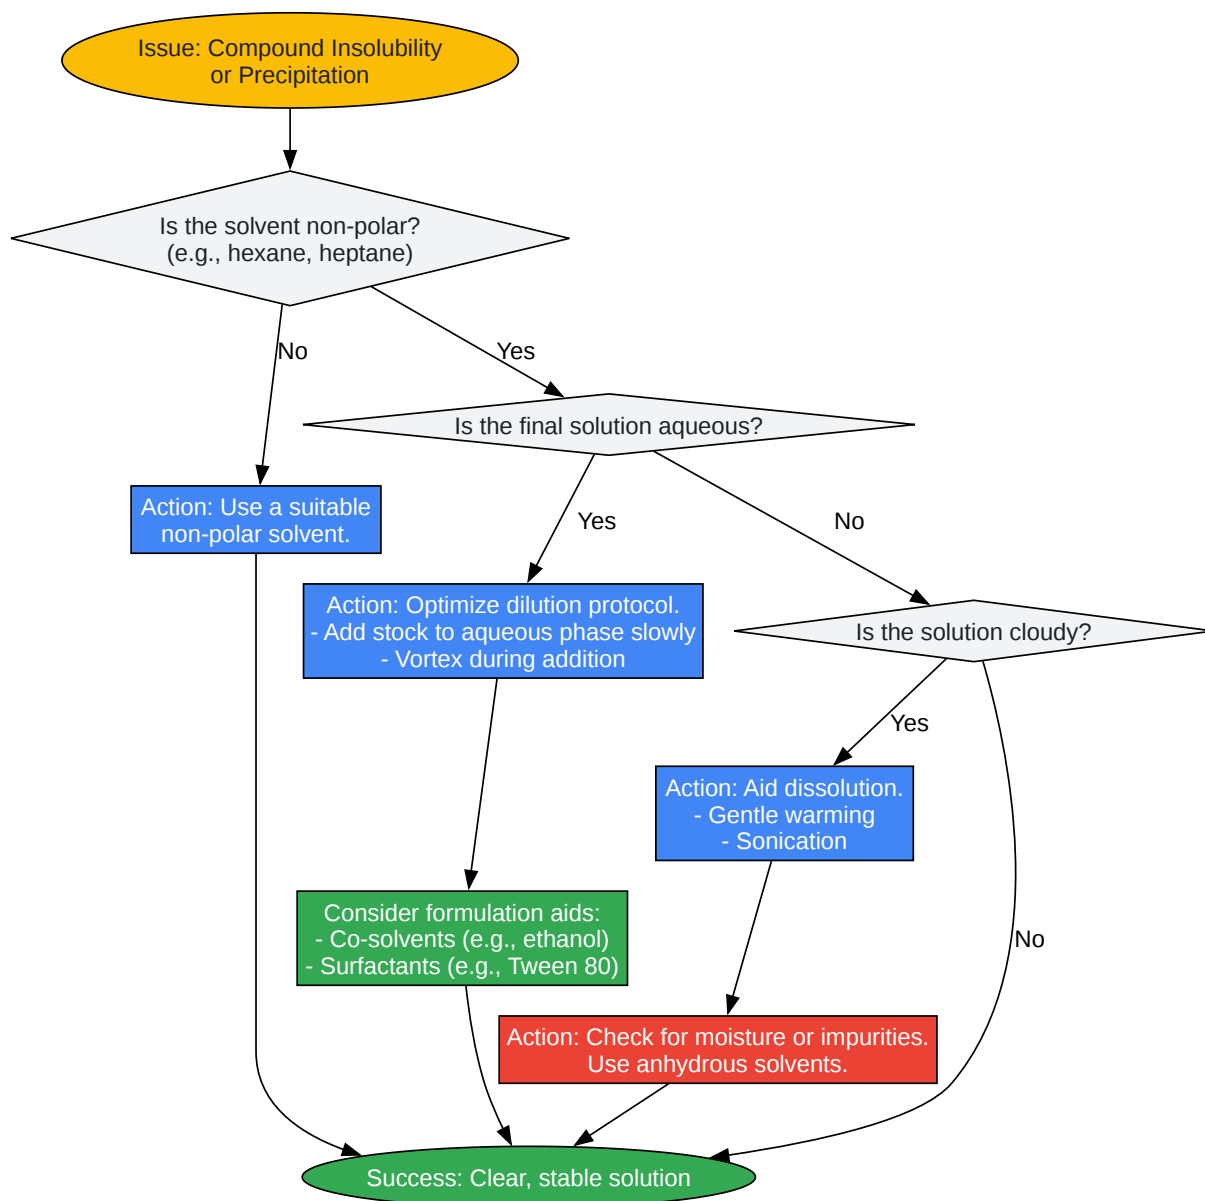 Issue: Compound Insolubility
or Precipitation
Is the solvent non-polar?
(e.g., hexane, heptane)
No
Yes
Is the final solution aqueous?
Action: Use a suitable
non-polar solvent.
Yes
No
Action: Optimize dilution protocol.
- Add stock to aqueous phase slowly
- Vortex during addition
Is the solution cloudy?
Yes
Action: Aid dissolution.
- Gentle warming
- Sonication
Consider formulation aids:
- Co-solvents (e.g., ethanol)
- Surfactants (e.g., Tween 80)
No
Action: Check for moisture or impurities.
Use anhydrous solvents.
Success: Clear, stable solution